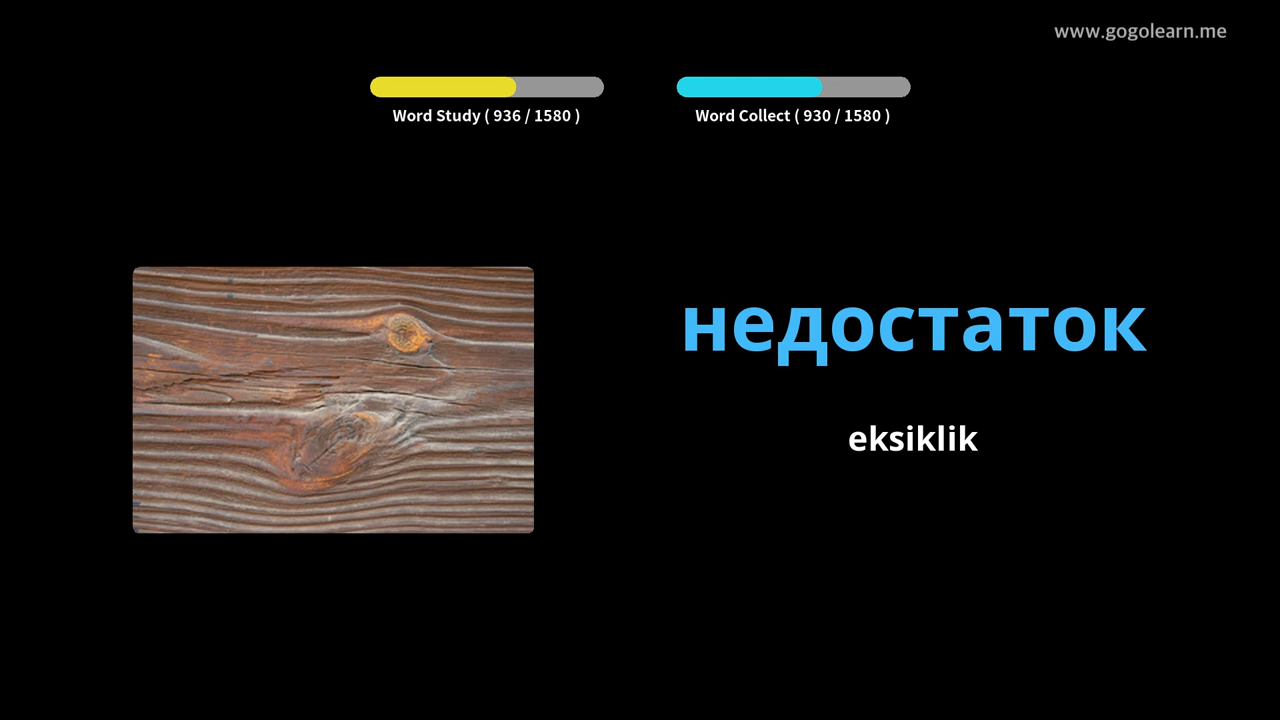 www.gogolearn.me
Word Study ( 936 / 1580 )
Word Collect ( 930 / 1580 )
недостаток
eksiklik